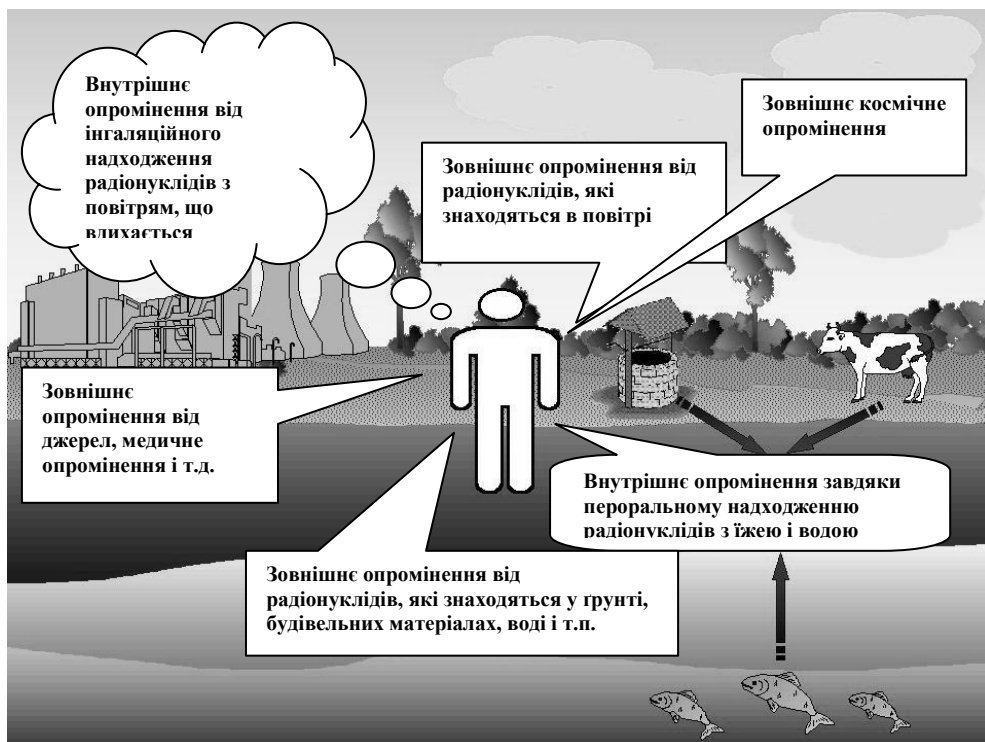 Внутрішнє
опромінення від
інгаляційного
надходження
радіонуклідів з
повітрям, що
вдихається
Зовнішнє космічне
опромінення
Зовнішнє опромінення від
радіонуклідів, які
знаходяться в повітрі
Зовнішнє
опромінення від
джерел, медичне
опромінення і т.д.
Внутрішнє опромінення завдяки
пероральному надходженню
радіонуклідів з їжею і водою
Зовнішнє опромінення від
радіонуклідів, які знаходяться у ґрунті,
будівельних матеріалах, воді і т.п.